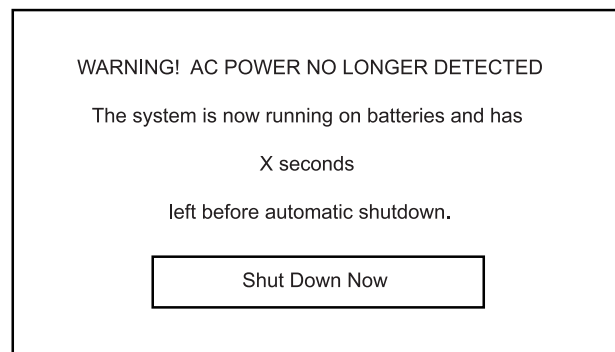 WARNING!  AC POWER NO LONGER DETECTED
The system is now running on batteries and has
X seconds
left before automatic shutdown.
Shut Down Now